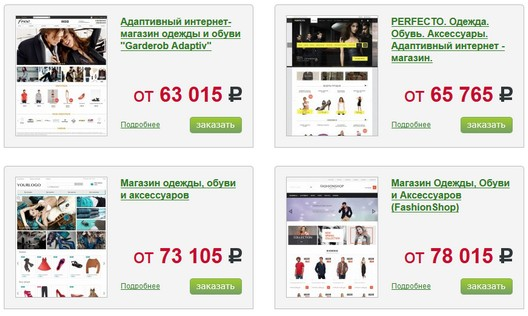 Адаптивный интернет-
магазин одежды и обуви
"Garderob Adaptiv"
от 63 015 ₽
Подробнее
заказать
PERFECTO. Одежда.
Обувь. Аксессуары.
Адаптивный интернет -
магазин.
от 65 765 ₽
Подробнее
заказать
YOURLOGO
Магазин одежды, обуви
и аксессуаров
от 73 105 ₽
Подробнее
заказать
FASHIONSHOP
Магазин Одежды, Обуви
и Аксессуаров
(FashionShop)
от 78 015 ₽
Подробнее
заказать